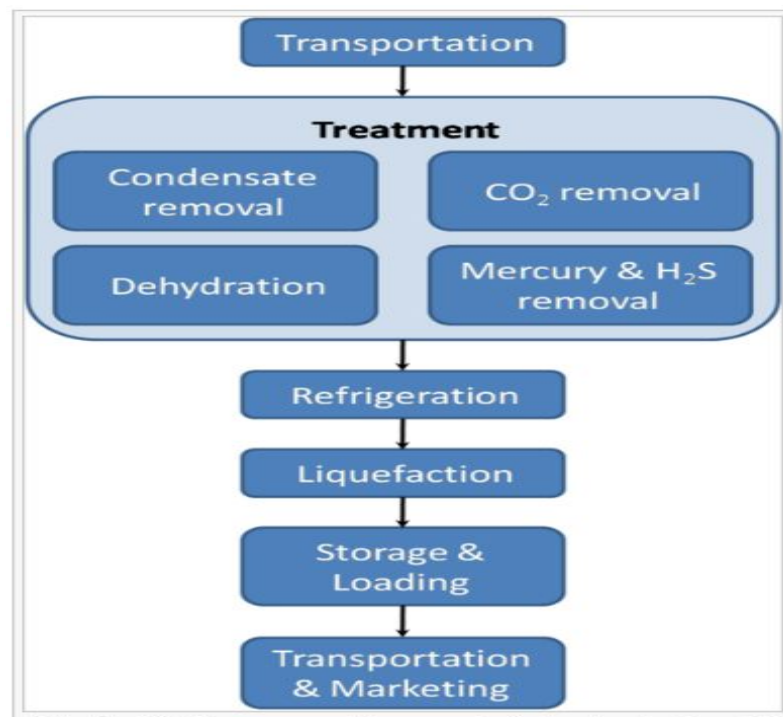 Transportation
Treatment
Condensate
removal
CO₂ removal
Dehydration
Mercury & H₂S
removal
Refrigeration
Liquefaction
Storage &
Loading
Transportation
& Marketing